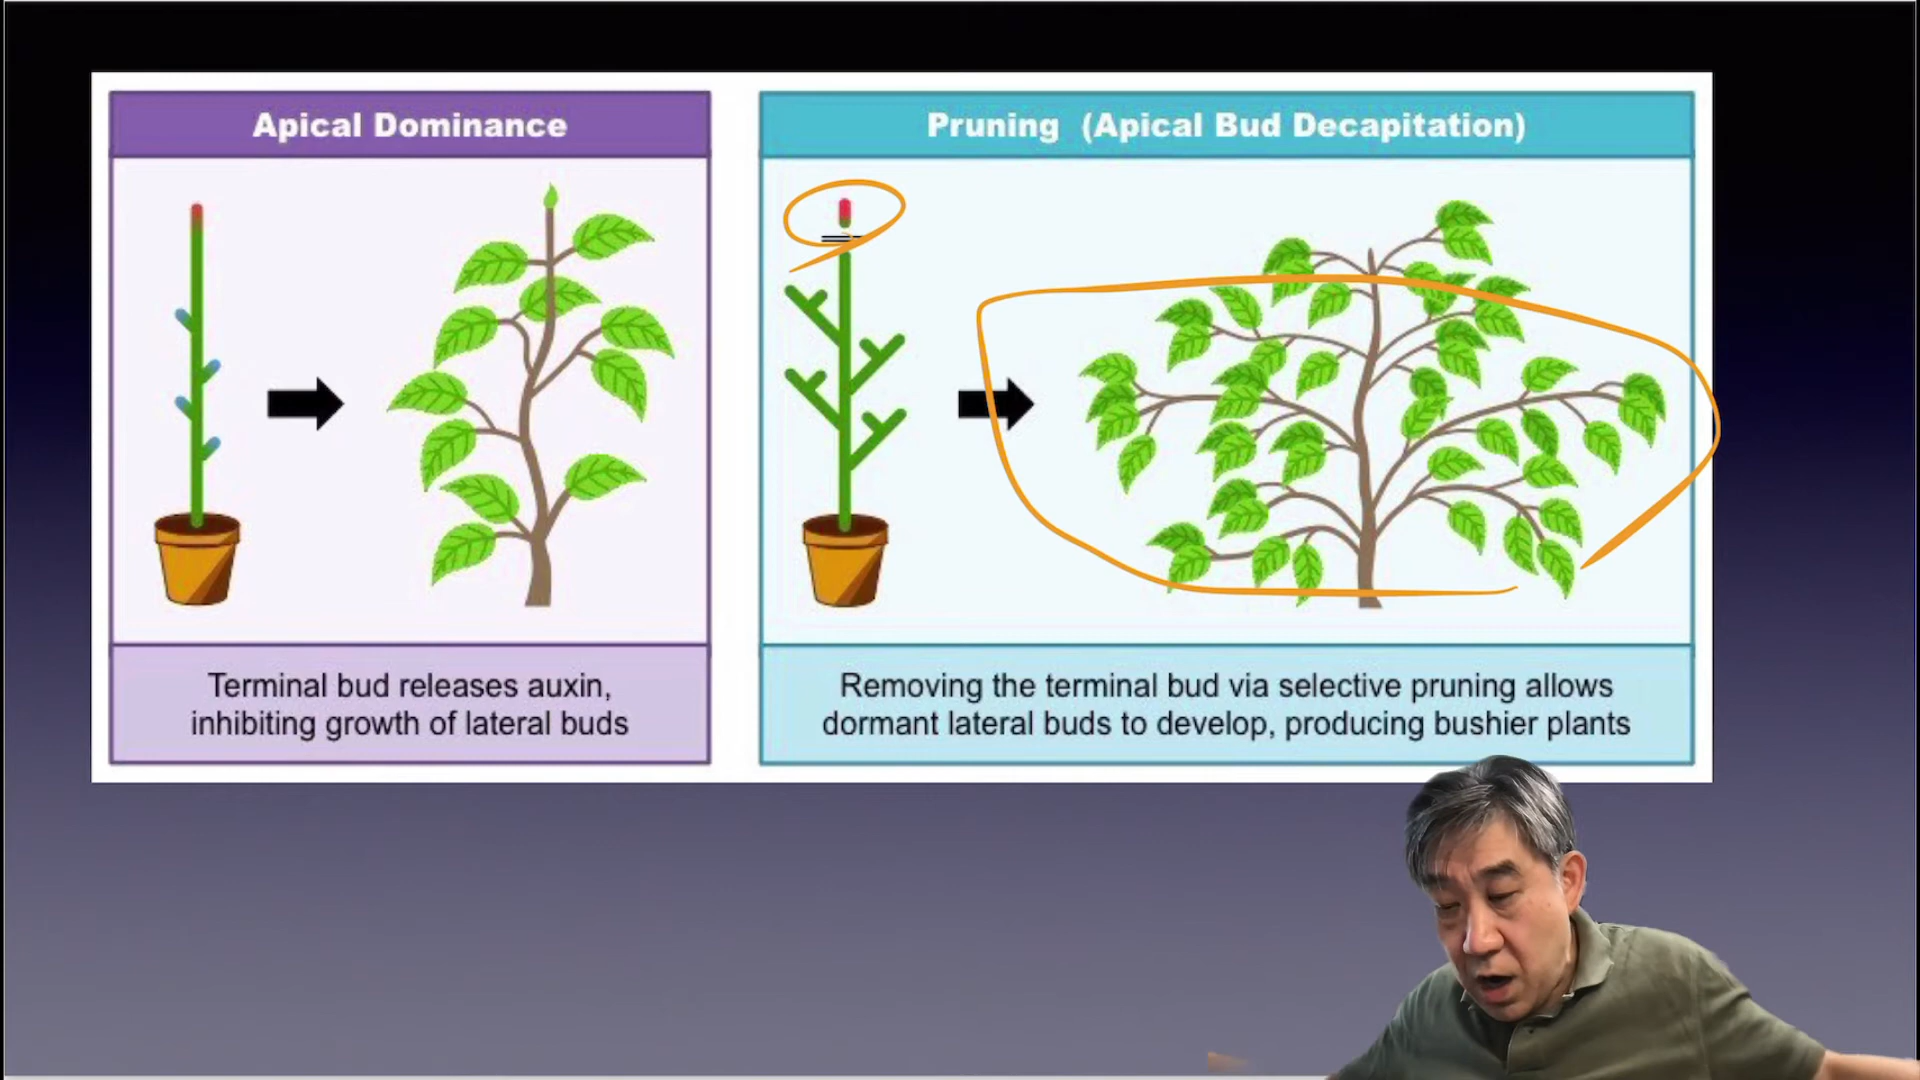 Apical Dominance
Terminal bud releases auxin,
inhibiting growth of lateral buds
Pruning (Apical Bud Decapitation)
Removing the terminal bud via selective pruning allows
dormant lateral buds to develop, producing bushier plants